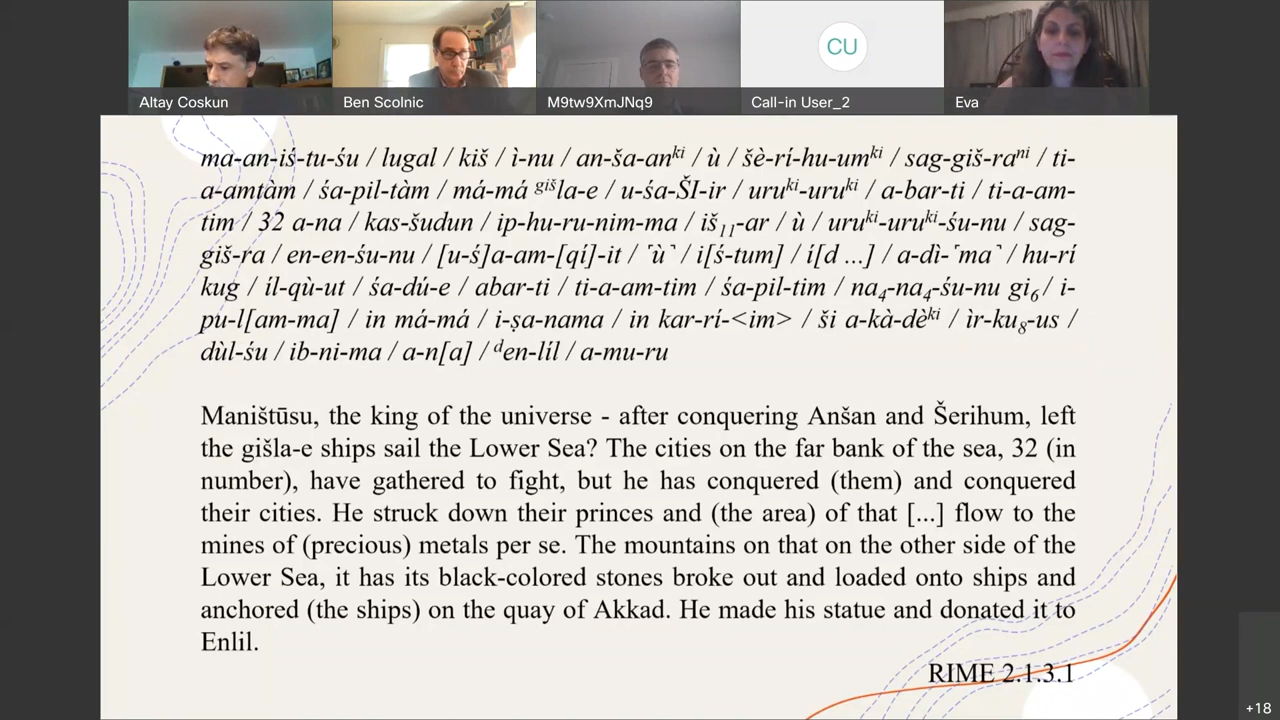 Altay Coskun
Ben Scolnic
M9tw9XmJNq9
CU
Call-in User_2
Eva
ma-an-iś-tu-śu / lugal / kiš / ì-nu / an-ša-anᵏⁱ / ù / šè-rí-hu-umᵏⁱ / sag-giš-raⁿⁱ / ti-
a-amtàm / śa-pil-tàm / má-má ᵍⁱšla-e / u-śa-ŠI-ir / uruᵏⁱ-uruᵏⁱ / a-bar-ti / ti-a-am-
tim / 32 a-na / kas-šudun / ip-hu-ru-nim-ma / iš₁₁-ar / ù / uruᵏⁱ-uruᵏⁱ-śu-nu / sag-
giš-ra / en-en-śu-nu / [u-ś]a-am-[qí]-it / ⸢ù⸣ / i[ś-tum] / í[d ...] / a-dì-⸢ma⸣ / hu-rí
kug / íl-qù-ut / śa-dú-e / abar-ti / ti-a-am-tim / śa-pil-tim / na₄-na₄-śu-nu gi₆ / i-
pu-l[am-ma] / in má-má / i-ṣa-nama / in kar-rí-<im> / ši a-kà-dèᵏⁱ / ìr-ku₈-us /
dùl-śu / ib-ni-ma / a-n[a] / ᵈen-líl / a-mu-ru
Maništūsu, the king of the universe - after conquering Anšan and Šerihum, left
the gišla-e ships sail the Lower Sea? The cities on the far bank of the sea, 32 (in
number), have gathered to fight, but he has conquered (them) and conquered
their cities. He struck down their princes and (the area) of that [...] flow to the
mines of (precious) metals per se. The mountains on that on the other side of the
Lower Sea, it has its black-colored stones broke out and loaded onto ships and
anchored (the ships) on the quay of Akkad. He made his statue and donated it to
Enlil.
RIME 2.1.3.1
+18